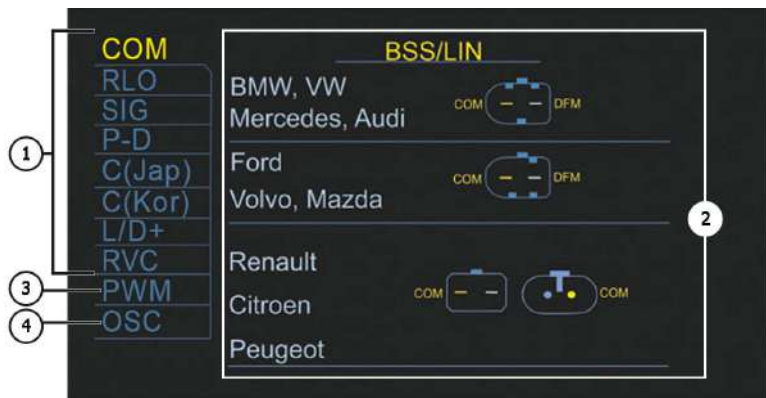 COM
RLO
SIG
P-D
C(Jap)
C(Kor)
L/D+
RVC
PWM
OSC
1
3
4
BSS/LIN
BMW, VW
Mercedes, Audi
COM DFM
Ford
Volvo, Mazda
COM DFM
Renault
Citroen
Peugeot
COM COM
2